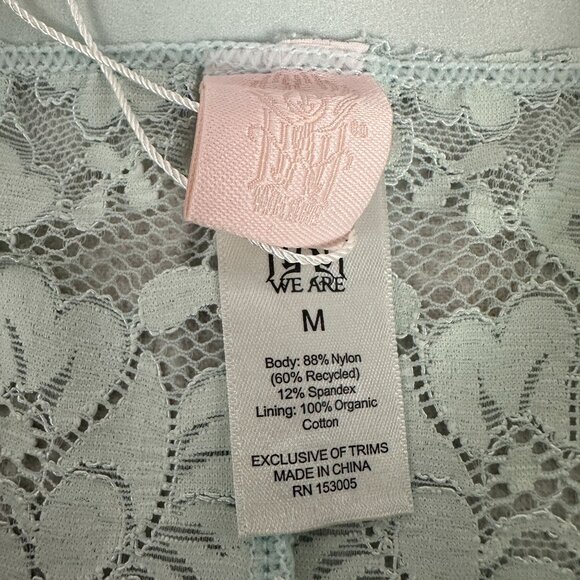 WE ARE
M
Body: 88% Nylon
(60% Recycled)
12% Spandex
Lining: 100% Organic
Cotton
EXCLUSIVE OF TRIMS
MADE IN CHINA
RN 153005